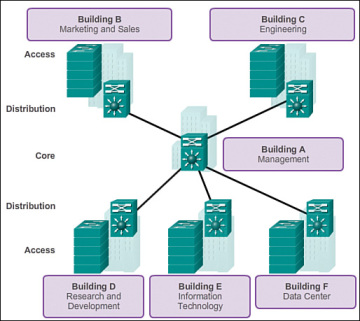 Building B
Marketing and Sales
Building C
Engineering
Access
Distribution
Core
Building A
Management
Distribution
Access
Building D
Research and
Development
Building E
Information
Technology
Building F
Data Center